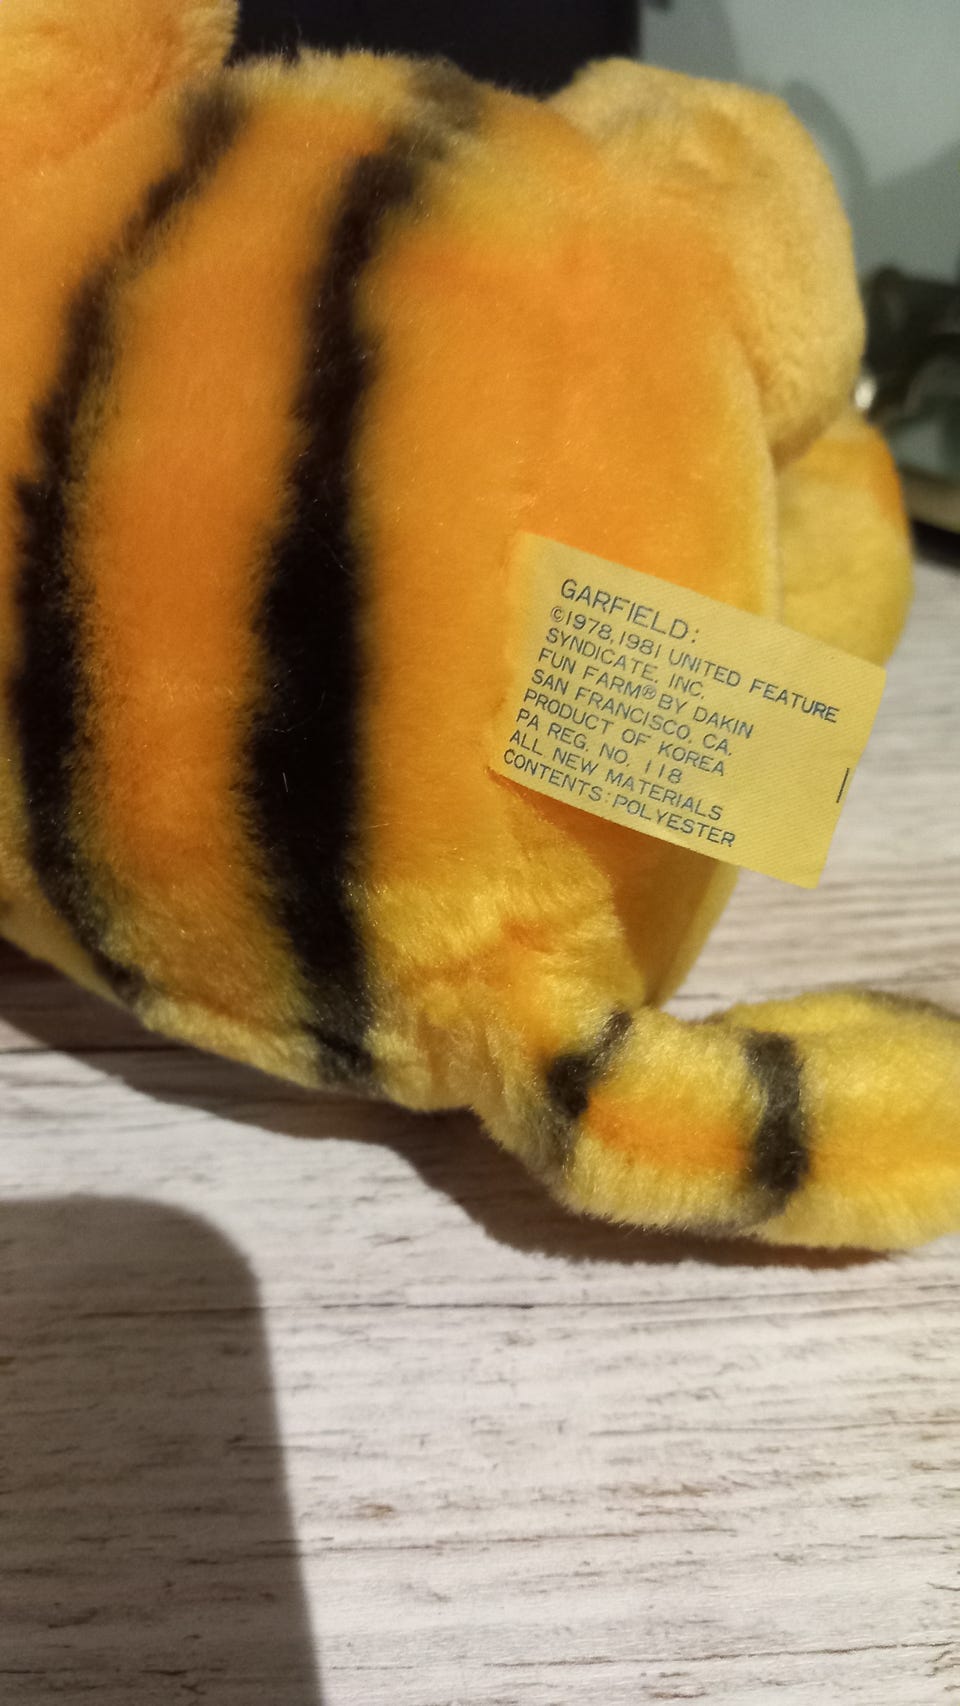 GARFIELD:
©1978,1981 UNITED FEATURE
SYNDICATE, INC.
FUN FARM® BY DAKIN
SAN FRANCISCO, CA.
PRODUCT OF KOREA
PA REG. NO. 118
ALL NEW MATERIALS
CONTENTS: POLYESTER